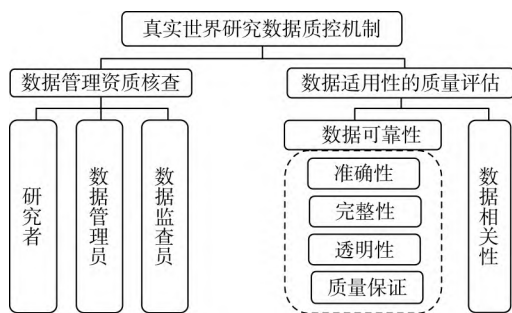 真实世界研究数据质控机制
数据管理资质核查
数据适用性的质量评估
研究者
数据管理员
数据监查员
数据可靠性
准确性
完整性
透明性
质量保证
数据相关性